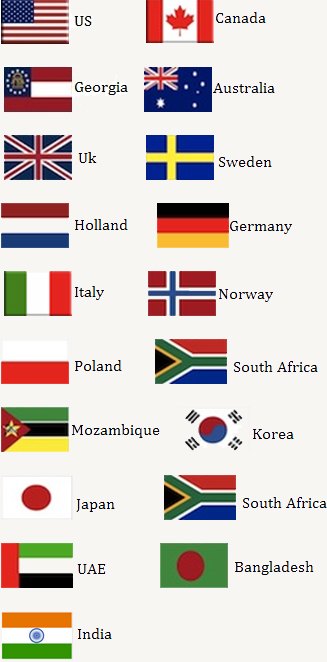 US
Canada
Georgia
Australia
Uk
Sweden
Holland
Germany
Italy
Norway
Poland
South Africa
Mozambique
Korea
Japan
South Africa
UAE
Bangladesh
India